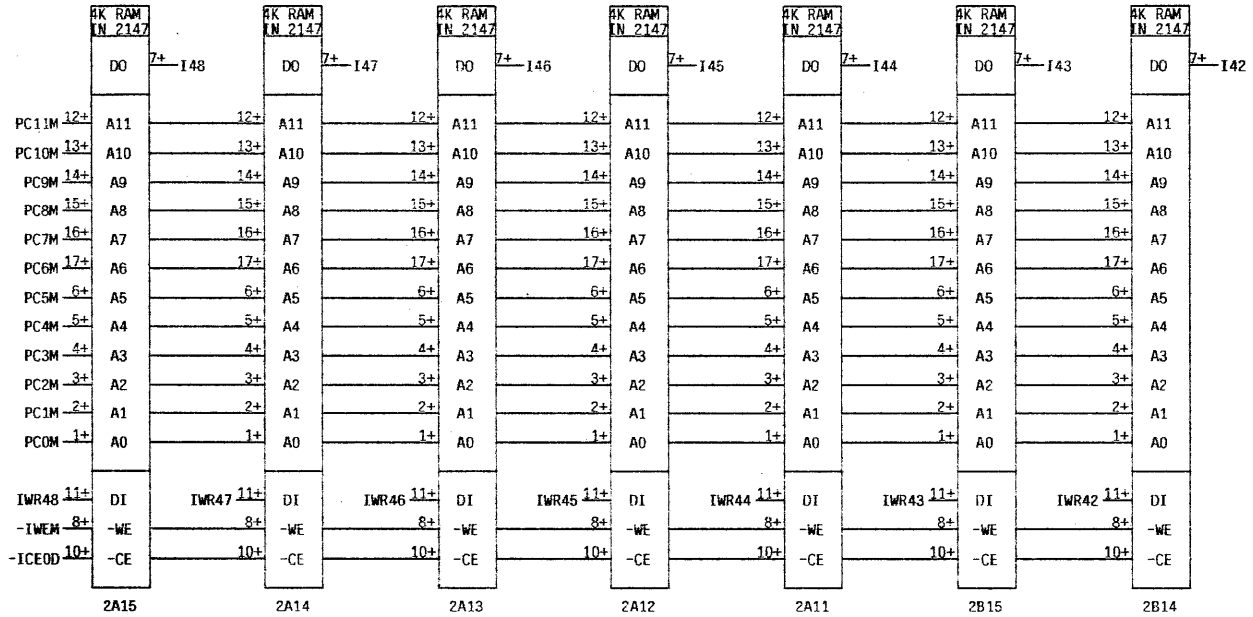 4K RAM 4K RAM 4K RAM 4K RAM 4K RAM 4K RAM 4K RAM
IN 2147 IN 2147 IN 2147 IN 2147 IN 2147 IN 2147 IN 2147
DO 7+ I48 DO 7+ I47 DO 7+ I46 DO 7+ I45 DO 7+ I44 DO 7+ I43 DO 7+ I42
PC11M 12+ A11 12+ A11 12+ A11 12+ A11 12+ A11 12+ A11 12+ A11
PC10M 13+ A10 13+ A10 13+ A10 13+ A10 13+ A10 13+ A10 13+ A10
PC9M 14+ A9 14+ A9 14+ A9 14+ A9 14+ A9 14+ A9 14+ A9
PC8M 15+ A8 15+ A8 15+ A8 15+ A8 15+ A8 15+ A8 15+ A8
PC7M 16+ A7 16+ A7 16+ A7 16+ A7 16+ A7 16+ A7 16+ A7
PC6M 17+ A6 17+ A6 17+ A6 17+ A6 17+ A6 17+ A6 17+ A6
PC5M 6+ A5 6+ A5 6+ A5 6+ A5 6+ A5 6+ A5 6+ A5
PC4M 5+ A4 5+ A4 5+ A4 5+ A4 5+ A4 5+ A4 5+ A4
PC3M 4+ A3 4+ A3 4+ A3 4+ A3 4+ A3 4+ A3 4+ A3
PC2M 3+ A2 3+ A2 3+ A2 3+ A2 3+ A2 3+ A2 3+ A2
PC1M 2+ A1 2+ A1 2+ A1 2+ A1 2+ A1 2+ A1 2+ A1
PC0M 1+ A0 1+ A0 1+ A0 1+ A0 1+ A0 1+ A0 1+ A0
IWR48 11+ DI IWR47 11+ DI IWR46 11+ DI IWR45 11+ DI IWR44 11+ DI IWR43 11+ DI IWR42 11+ DI
-IWEM 8+ -WE 8+ -WE 8+ -WE 8+ -WE 8+ -WE 8+ -WE 8+ -WE
-ICE0D 10+ -CE 10+ -CE 10+ -CE 10+ -CE 10+ -CE 10+ -CE 10+ -CE
2A15 2A14 2A13 2A12 2A11 2B15 2B14